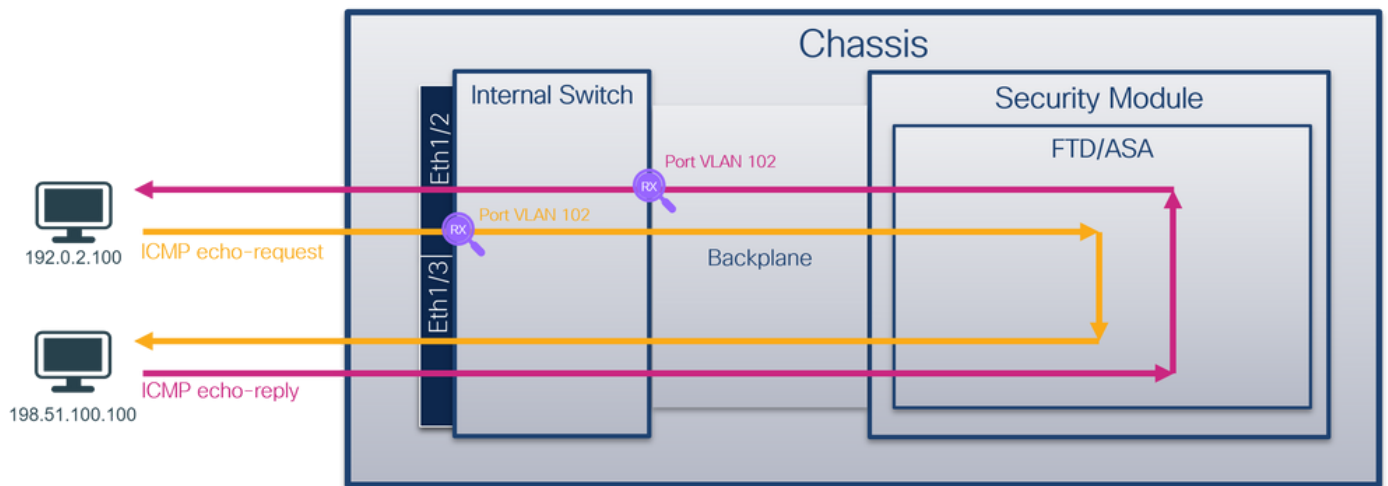 Chassis
Internal Switch
Security Module
FTD/ASA
Eth1/2
Port VLAN 102
RX
Port VLAN 102
RX
192.0.2.100
ICMP echo-request
Backplane
Eth1/3
ICMP echo-reply
198.51.100.100